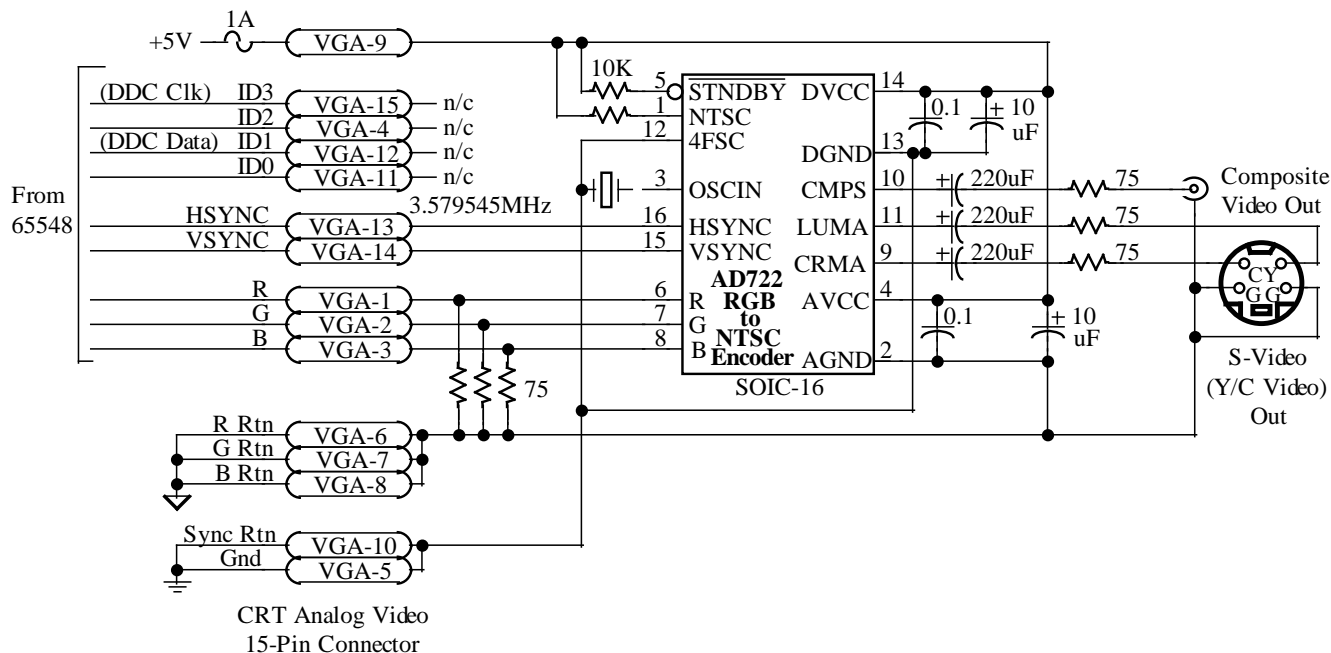 1A
+5V
VGA-9
10K
5
STNDBY
DVCC
14
(DDC Clk)
ID3
VGA-15
n/c
1
NTSC
0.1
+
10
uF
ID2
VGA-4
n/c
12
4FSC
(DDC Data)
ID1
VGA-12
n/c
DGND
13
ID0
VGA-11
n/c
3
OSCIN
CMPS
10
+
220uF
75
Composite
Video Out
From
65548
3.579545MHz
HSYNC
VGA-13
16
HSYNC
LUMA
11
+
220uF
75
VSYNC
VGA-14
15
VSYNC
CRMA
9
+
220uF
75
C Y
G G
AD722
RGB
to
NTSC
Encoder
R
VGA-1
6
R
AVCC
4
G
VGA-2
7
G
0.1
+
10
uF
B
VGA-3
8
B
AGND
2
SOIC-16
75
S-Video
(Y/C Video)
Out
R Rtn
VGA-6
G Rtn
VGA-7
B Rtn
VGA-8
Sync Rtn
VGA-10
Gnd
VGA-5
CRT Analog Video
15-Pin Connector